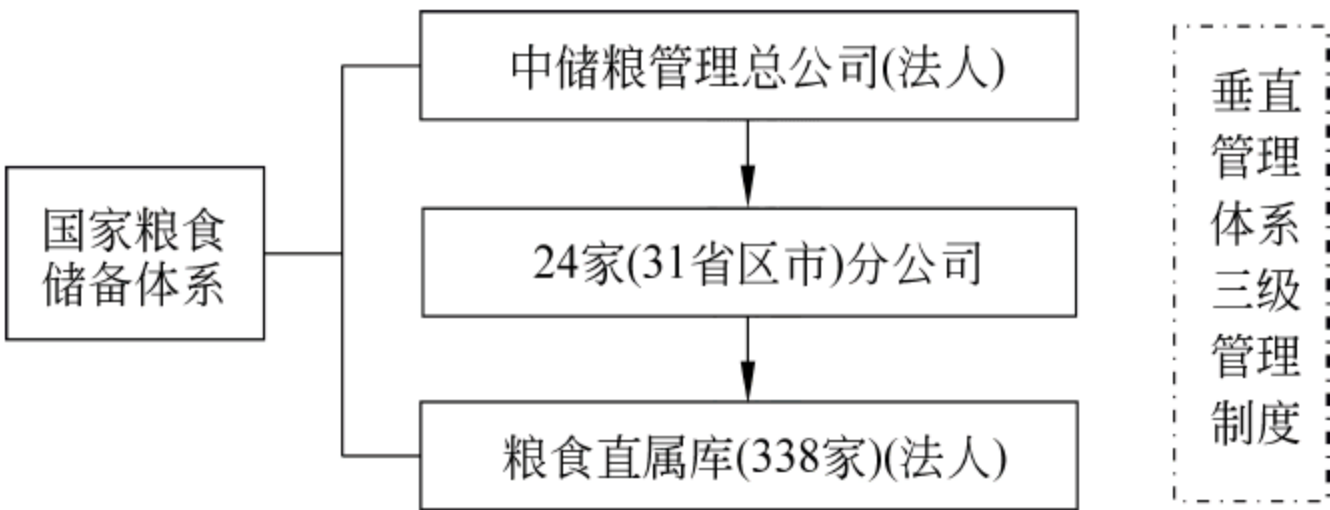 国家粮食
储备体系
中储粮管理总公司(法人)
24家(31省区市)分公司
粮食直属库(338家)(法人)
垂直
管理
体系
三级
管理
制度